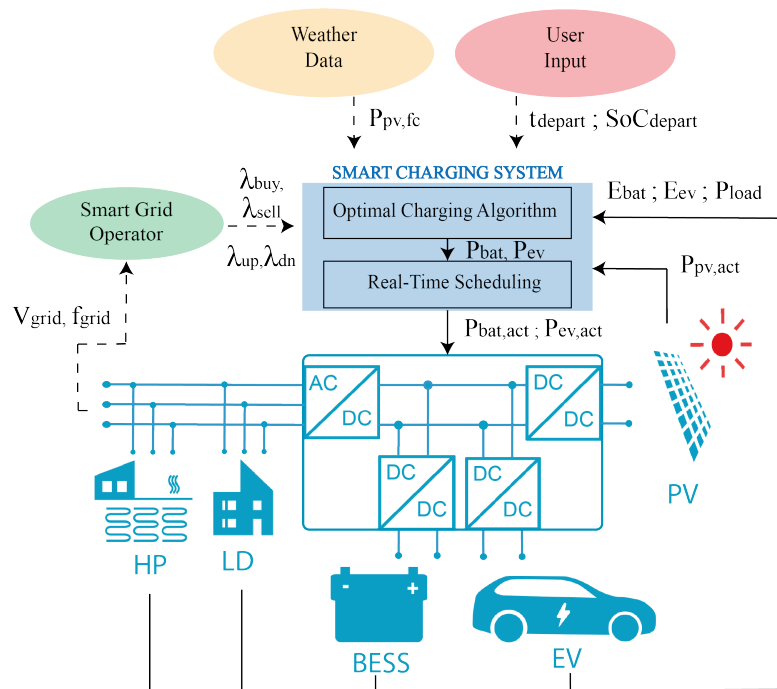 Weather
Data
User
Input
Ppv,fc
tdepart ; SoCdepart
SMART CHARGING SYSTEM
λbuy,
λsell
λup,λdn
Smart Grid
Operator
Optimal Charging Algorithm
Ebat ; Eev ; Pload
Pbat, Pev
Real-Time Scheduling
Ppv,act
Vgrid, fgrid
Pbat,act ; Pev,act
AC
DC
DC
DC
DC
DC
DC
DC
PV
HP
LD
-
+
BESS
EV